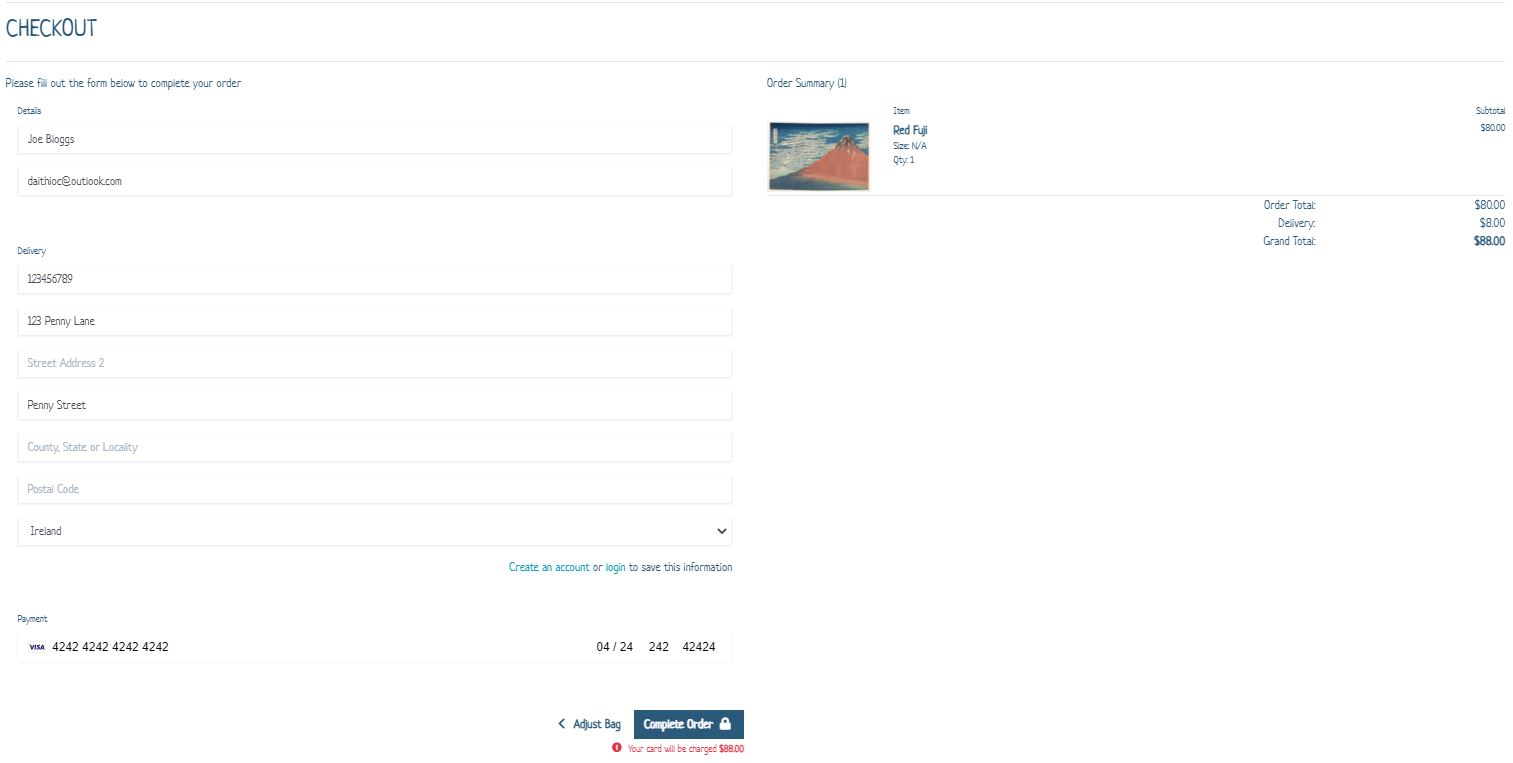 CHECKOUT
Please fill out the form below to complete your order
Details
Joe Bloggs
daithioc@outlook.com
Delivery
123456789
123 Penny Lane
Street Address 2
Penny Street
County, State or Locality
Postal Code
Ireland
Create an account or login to save this information
Payment
VISA 4242 4242 4242 4242 04 / 24 242 42424
Adjust Bag Complete Order
Your card will be charged $88.00
Order Summary (1)
Item Subtotal
Red Fuji $80.00
Size: N/A
Qty: 1
Order Total: $80.00
Delivery: $8.00
Grand Total: $88.00